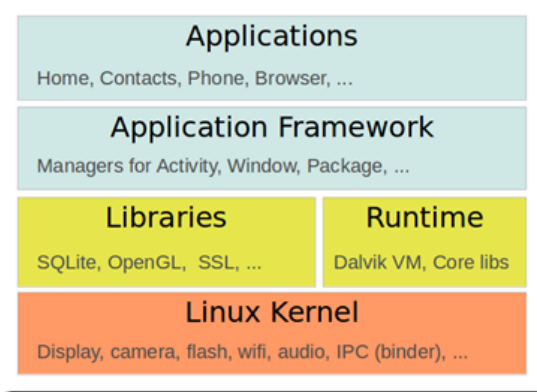 Applications
Home, Contacts, Phone, Browser, ...
Application Framework
Managers for Activity, Window, Package, ...
Libraries
SQLite, OpenGL, SSL, ...
Runtime
Dalvik VM, Core libs
Linux Kernel
Display, camera, flash, wifi, audio, IPC (binder), ...